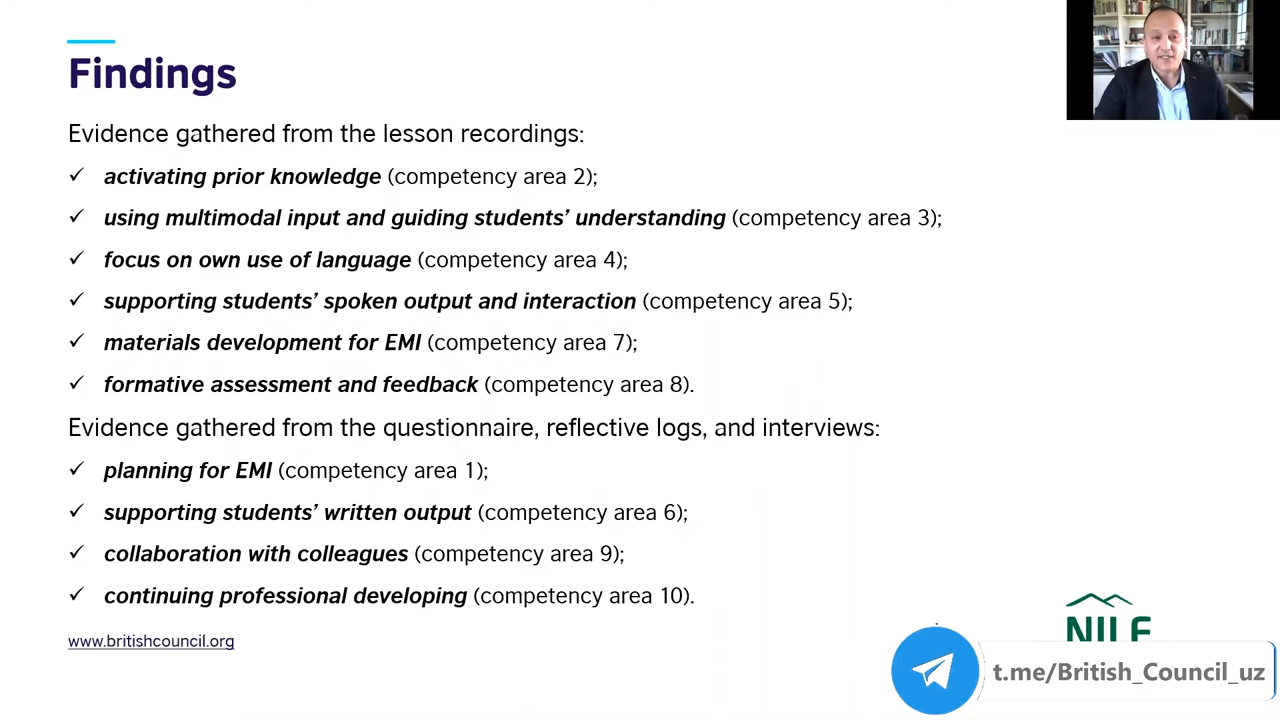 Findings
Evidence gathered from the lesson recordings:
✓ activating prior knowledge (competency area 2);
✓ using multimodal input and guiding students’ understanding (competency area 3);
✓ focus on own use of language (competency area 4);
✓ supporting students’ spoken output and interaction (competency area 5);
✓ materials development for EMI (competency area 7);
✓ formative assessment and feedback (competency area 8).
Evidence gathered from the questionnaire, reflective logs, and interviews:
✓ planning for EMI (competency area 1);
✓ supporting students’ written output (competency area 6);
✓ collaboration with colleagues (competency area 9);
✓ continuing professional developing (competency area 10).
www.britishcouncil.org
NILE
t.me/British_Council_uz